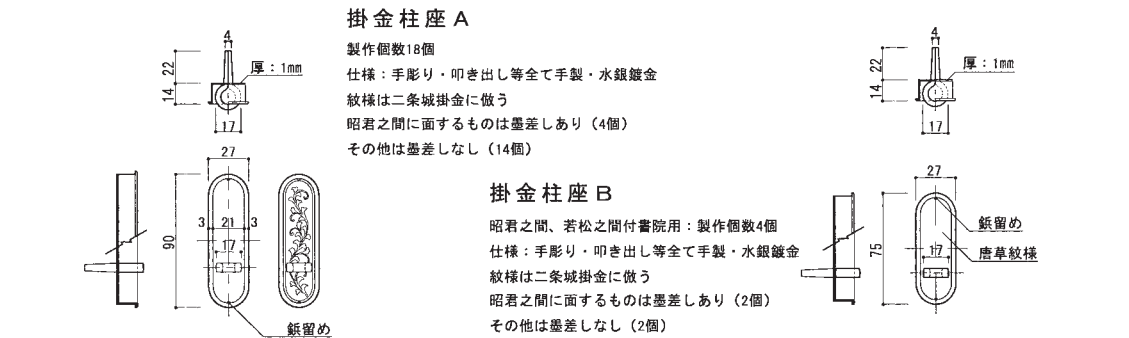 掛金柱座A
製作個数18個
仕様：手彫り・叩き出し等全て手製・水銀鍍金
紋様は二条城掛金に倣う
昭君之間に面するものは墨差しあり（4個）
その他は墨差しなし（14個）
4
22
14
厚：1mm
17
27
3
21
3
17
90
鋲留め
掛金柱座B
昭君之間、若松之間付書院用：製作個数4個
仕様：手彫り・叩き出し等全て手製・水銀鍍金
紋様は二条城掛金に倣う
昭君之間に面するものは墨差しあり（2個）
その他は墨差しなし（2個）
4
22
14
厚：1mm
17
27
75
17
鋲留め
唐草紋様